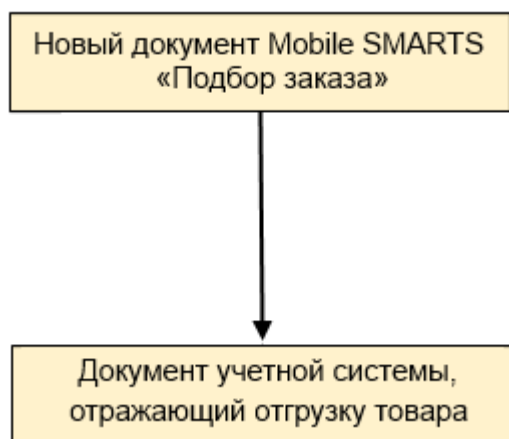 Новый документ Mobile SMARTS
«Подбор заказа»
Документ учетной системы,
отражающий отгрузку товара